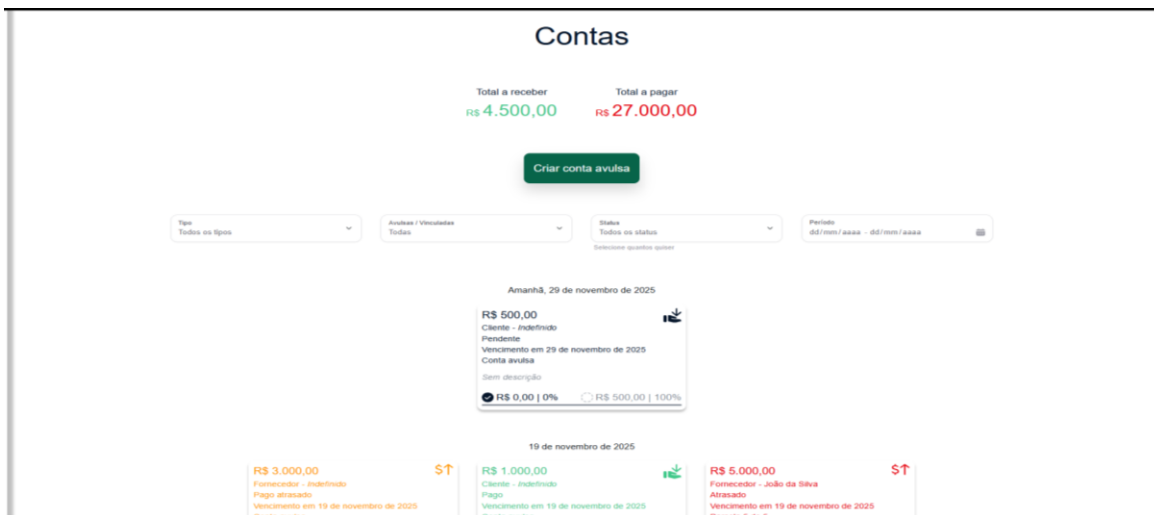 Contas
Total a receber
R$ 4.500,00
Total a pagar
R$ 27.000,00
Criar conta avulsa
Tipo
Todos os tipos
Avulsas / Vinculadas
Todas
Status
Todos os status
Selecione quantos quiser
Período
dd/mm/aaaa - dd/mm/aaaa
Amanhã, 29 de novembro de 2025
R$ 500,00
Cliente - Indefinido
Pendente
Vencimento em 29 de novembro de 2025
Conta avulsa
Sem descrição
R$ 0,00 | 0%
R$ 500,00 | 100%
19 de novembro de 2025
R$ 3.000,00
Fornecedor - Indefinido
Pago atrasado
Vencimento em 19 de novembro de 2025
R$ 1.000,00
Cliente - Indefinido
Pago
Vencimento em 19 de novembro de 2025
R$ 5.000,00
Fornecedor - João da Silva
Atrasado
Vencimento em 19 de novembro de 2025